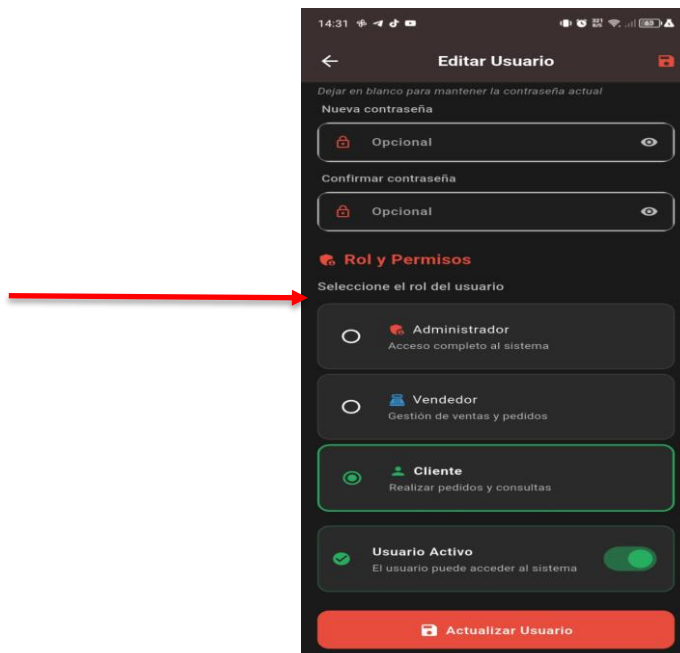 14:31
Editar Usuario
Dejar en blanco para mantener la contraseña actual
Nueva contraseña
Opcional
Confirmar contraseña
Opcional
Rol y Permisos
Seleccione el rol del usuario
Administrador
Acceso completo al sistema
Vendedor
Gestión de ventas y pedidos
Cliente
Realizar pedidos y consultas
Usuario Activo
El usuario puede acceder al sistema
Actualizar Usuario